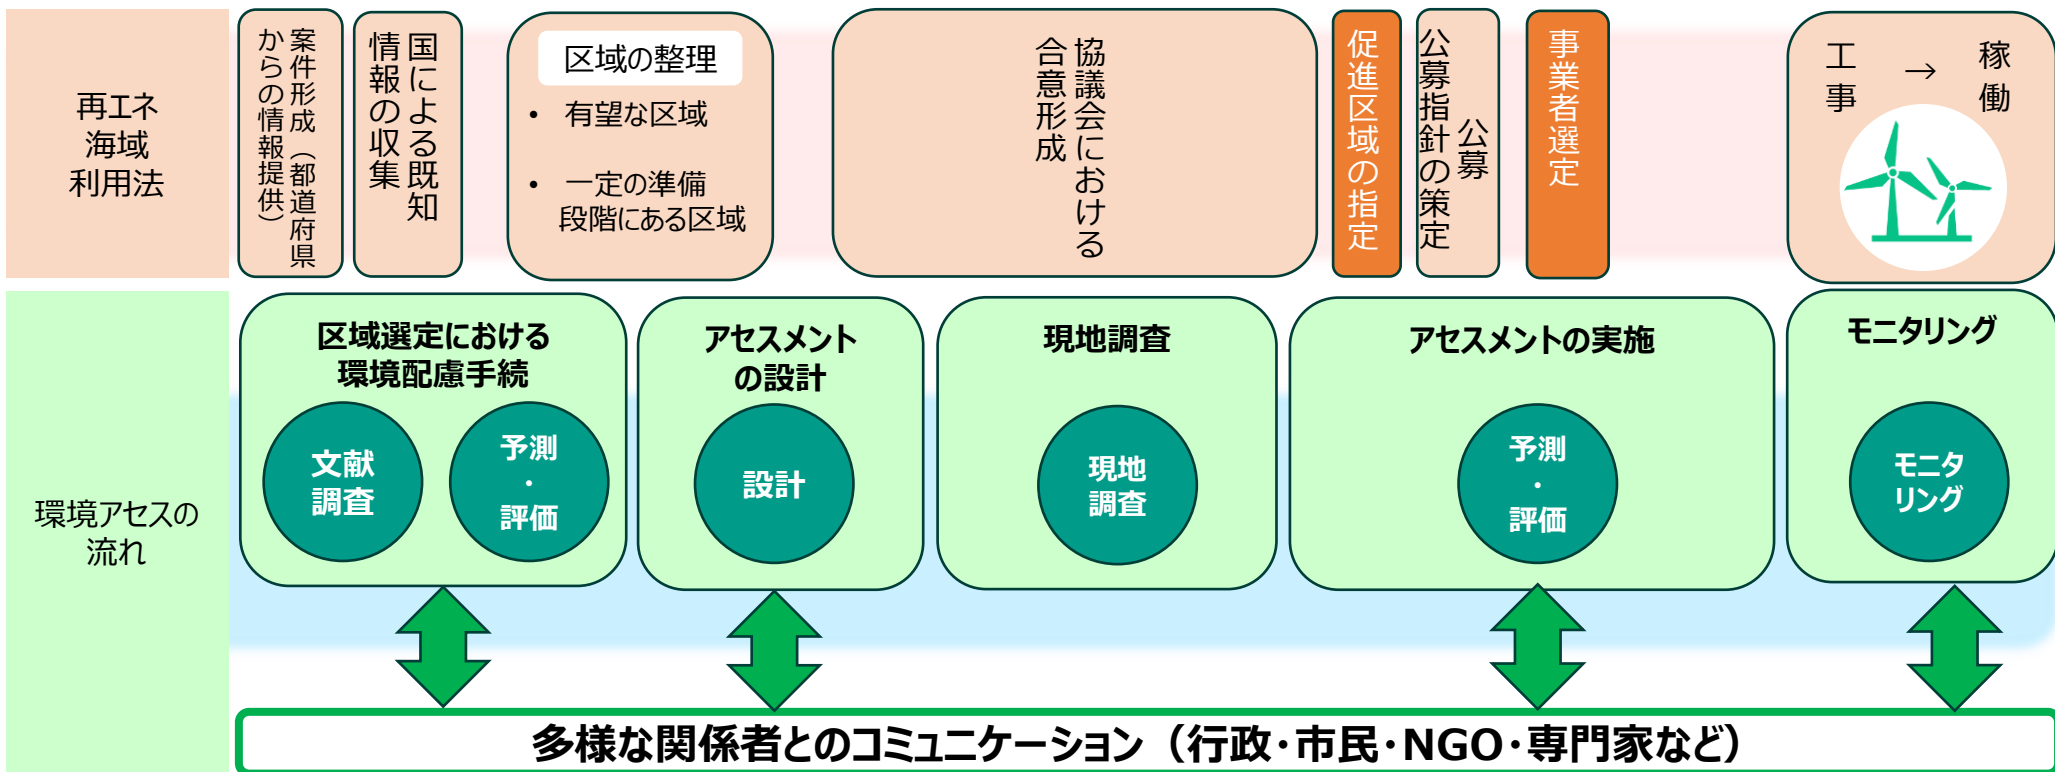 再エネ
海域
利用法
案件形成（都道府県
からの情報提供）
国による既知
情報の収集
区域の整理
• 有望な区域
• 一定の準備
段階にある区域
協議会における
合意形成
促進区域の指定
公募
公募指針の策定
事業者選定
工事 → 稼働
環境アセスの
流れ
区域選定における
環境配慮手続
文献
調査
予測
・
評価
アセスメント
の設計
設計
現地調査
現地
調査
アセスメントの実施
予測
・
評価
モニタリング
モニタ
リング
多様な関係者とのコミュニケーション（行政・市民・NGO・専門家など）